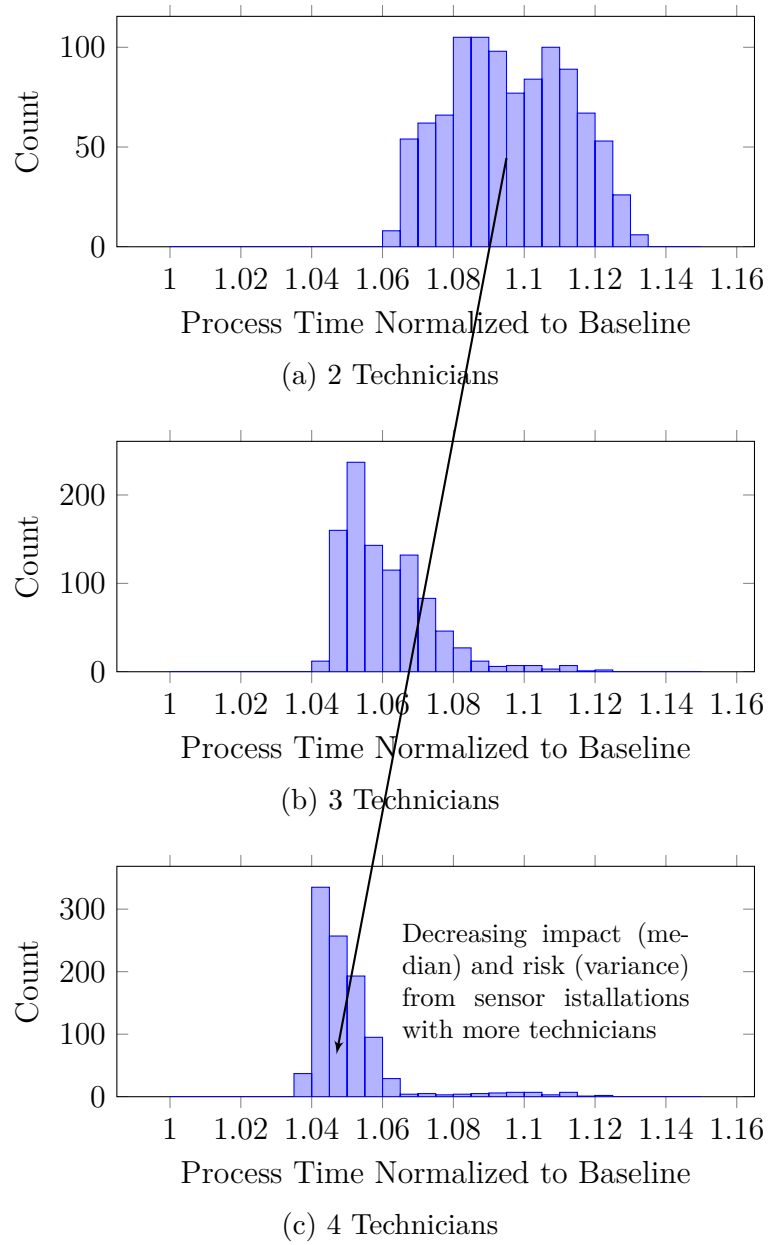 100
50
0
Count
1 1.02 1.04 1.06 1.08 1.1 1.12 1.14 1.16
Process Time Normalized to Baseline
(a) 2 Technicians
200
100
0
Count
1 1.02 1.04 1.06 1.08 1.1 1.12 1.14 1.16
Process Time Normalized to Baseline
(b) 3 Technicians
300
200
100
0
Count
Decreasing impact (me-
dian) and risk (variance)
from sensor istallations
with more technicians
1 1.02 1.04 1.06 1.08 1.1 1.12 1.14 1.16
Process Time Normalized to Baseline
(c) 4 Technicians